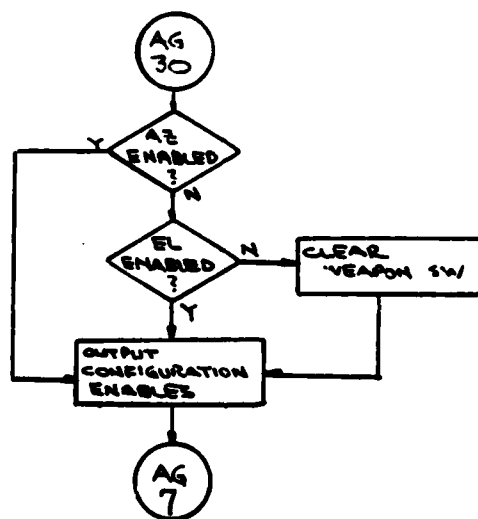 AG
30
Y
AZ
ENABLED
?
N
EL
ENABLED
?
N
CLEAR
WEAPON SW
Y
OUTPUT
CONFIGURATION
ENABLES
AG
7